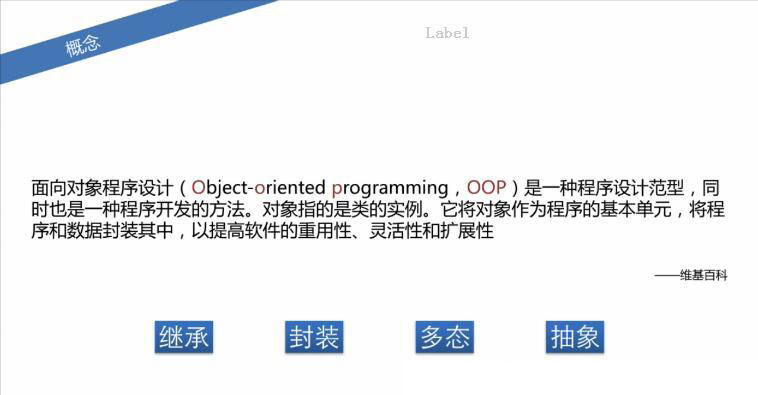 概念
Label
面向对象程序设计（Object-oriented programming，OOP）是一种程序设计范型，同
时也是一种程序开发的方法。对象指的是类的实例。它将对象作为程序的基本单元，将程
序和数据封装其中，以提高软件的重用性、灵活性和扩展性
——维基百科
继承 封装 多态 抽象